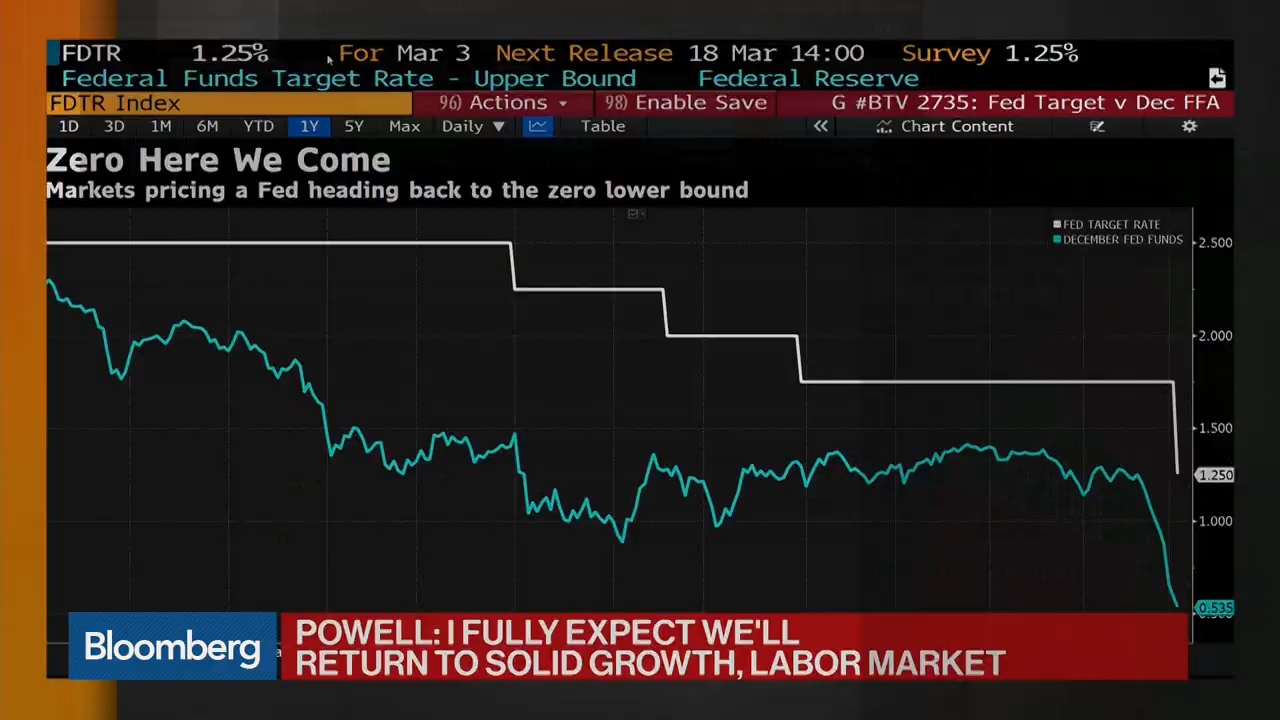 FDTR 1.25% For Mar 3 Next Release 18 Mar 14:00 Survey 1.25%
Federal Funds Target Rate - Upper Bound Federal Reserve
FDTR Index 96) Actions 98) Enable Save G #BTV 2735: Fed Target v Dec FFA
1D 3D 1M 6M YTD 1Y 5Y Max Daily ▼ Table « Chart Content
Zero Here We Come
Markets pricing a Fed heading back to the zero lower bound
FED TARGET RATE
DECEMBER FED FUNDS
2.500
2.000
1.500
1.250
1.000
0.535
Bloomberg
POWELL: I FULLY EXPECT WE'LL
RETURN TO SOLID GROWTH, LABOR MARKET